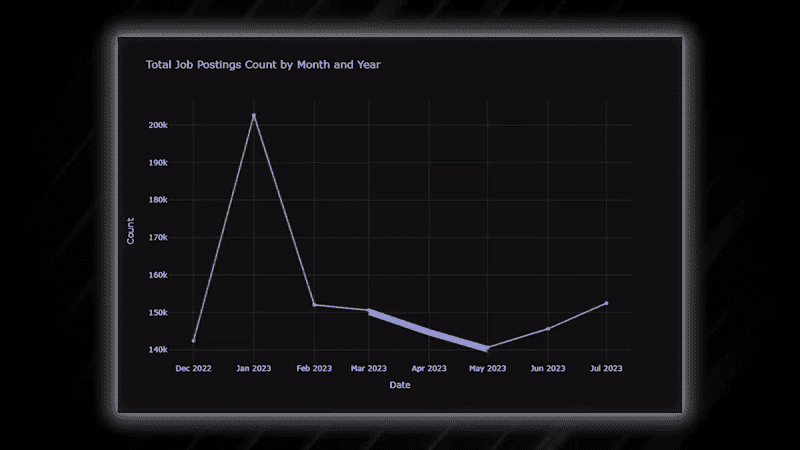 Total Job Postings Count by Month and Year
200k
190k
180k
170k
160k
150k
140k
Count
Dec 2022 Jan 2023 Feb 2023 Mar 2023 Apr 2023 May 2023 Jun 2023 Jul 2023
Date